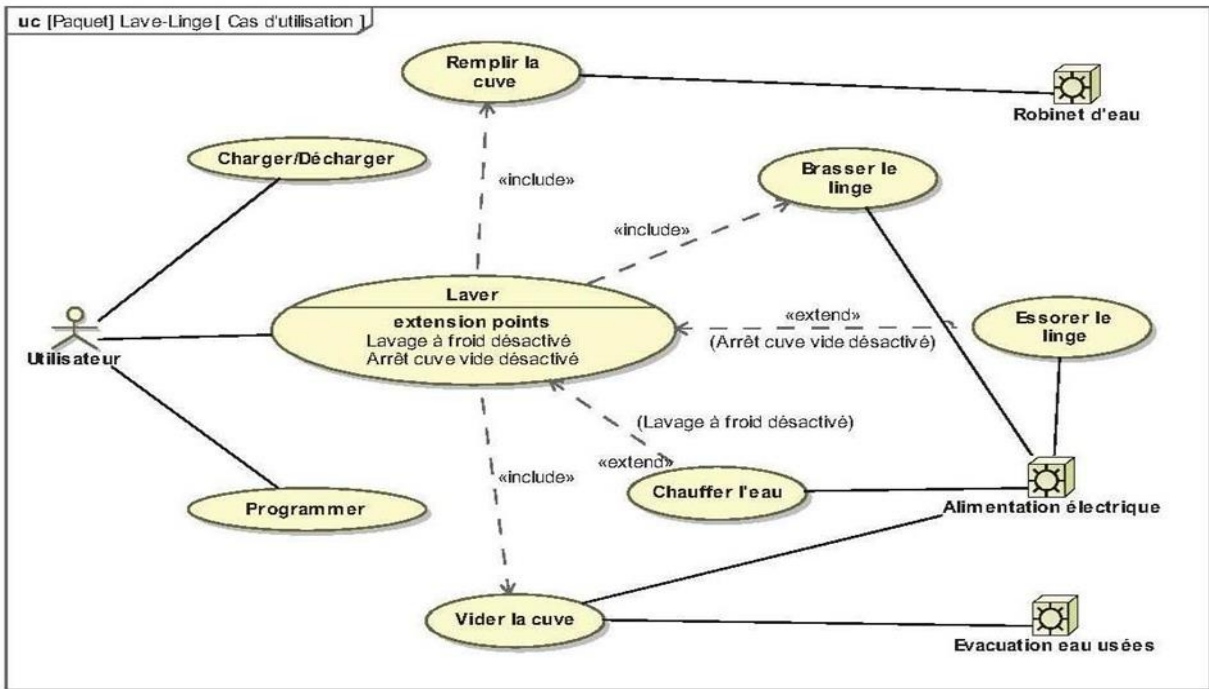 uc [Paquet] Lave-Linge [ Cas d'utilisation ]
Remplir la
cuve
Robinet d'eau
Charger/Décharger
«include»
Brasser le
linge
«include»
Laver
extension points
Lavage à froid désactivé
Arrêt cuve vide désactivé
«extend»
(Arrêt cuve vide désactivé)
Essorer le
linge
Utilisateur
(Lavage à froid désactivé)
«extend»
«include»
Chauffer l'eau
Alimentation électrique
Programmer
Vider la cuve
Evacuation eau usées